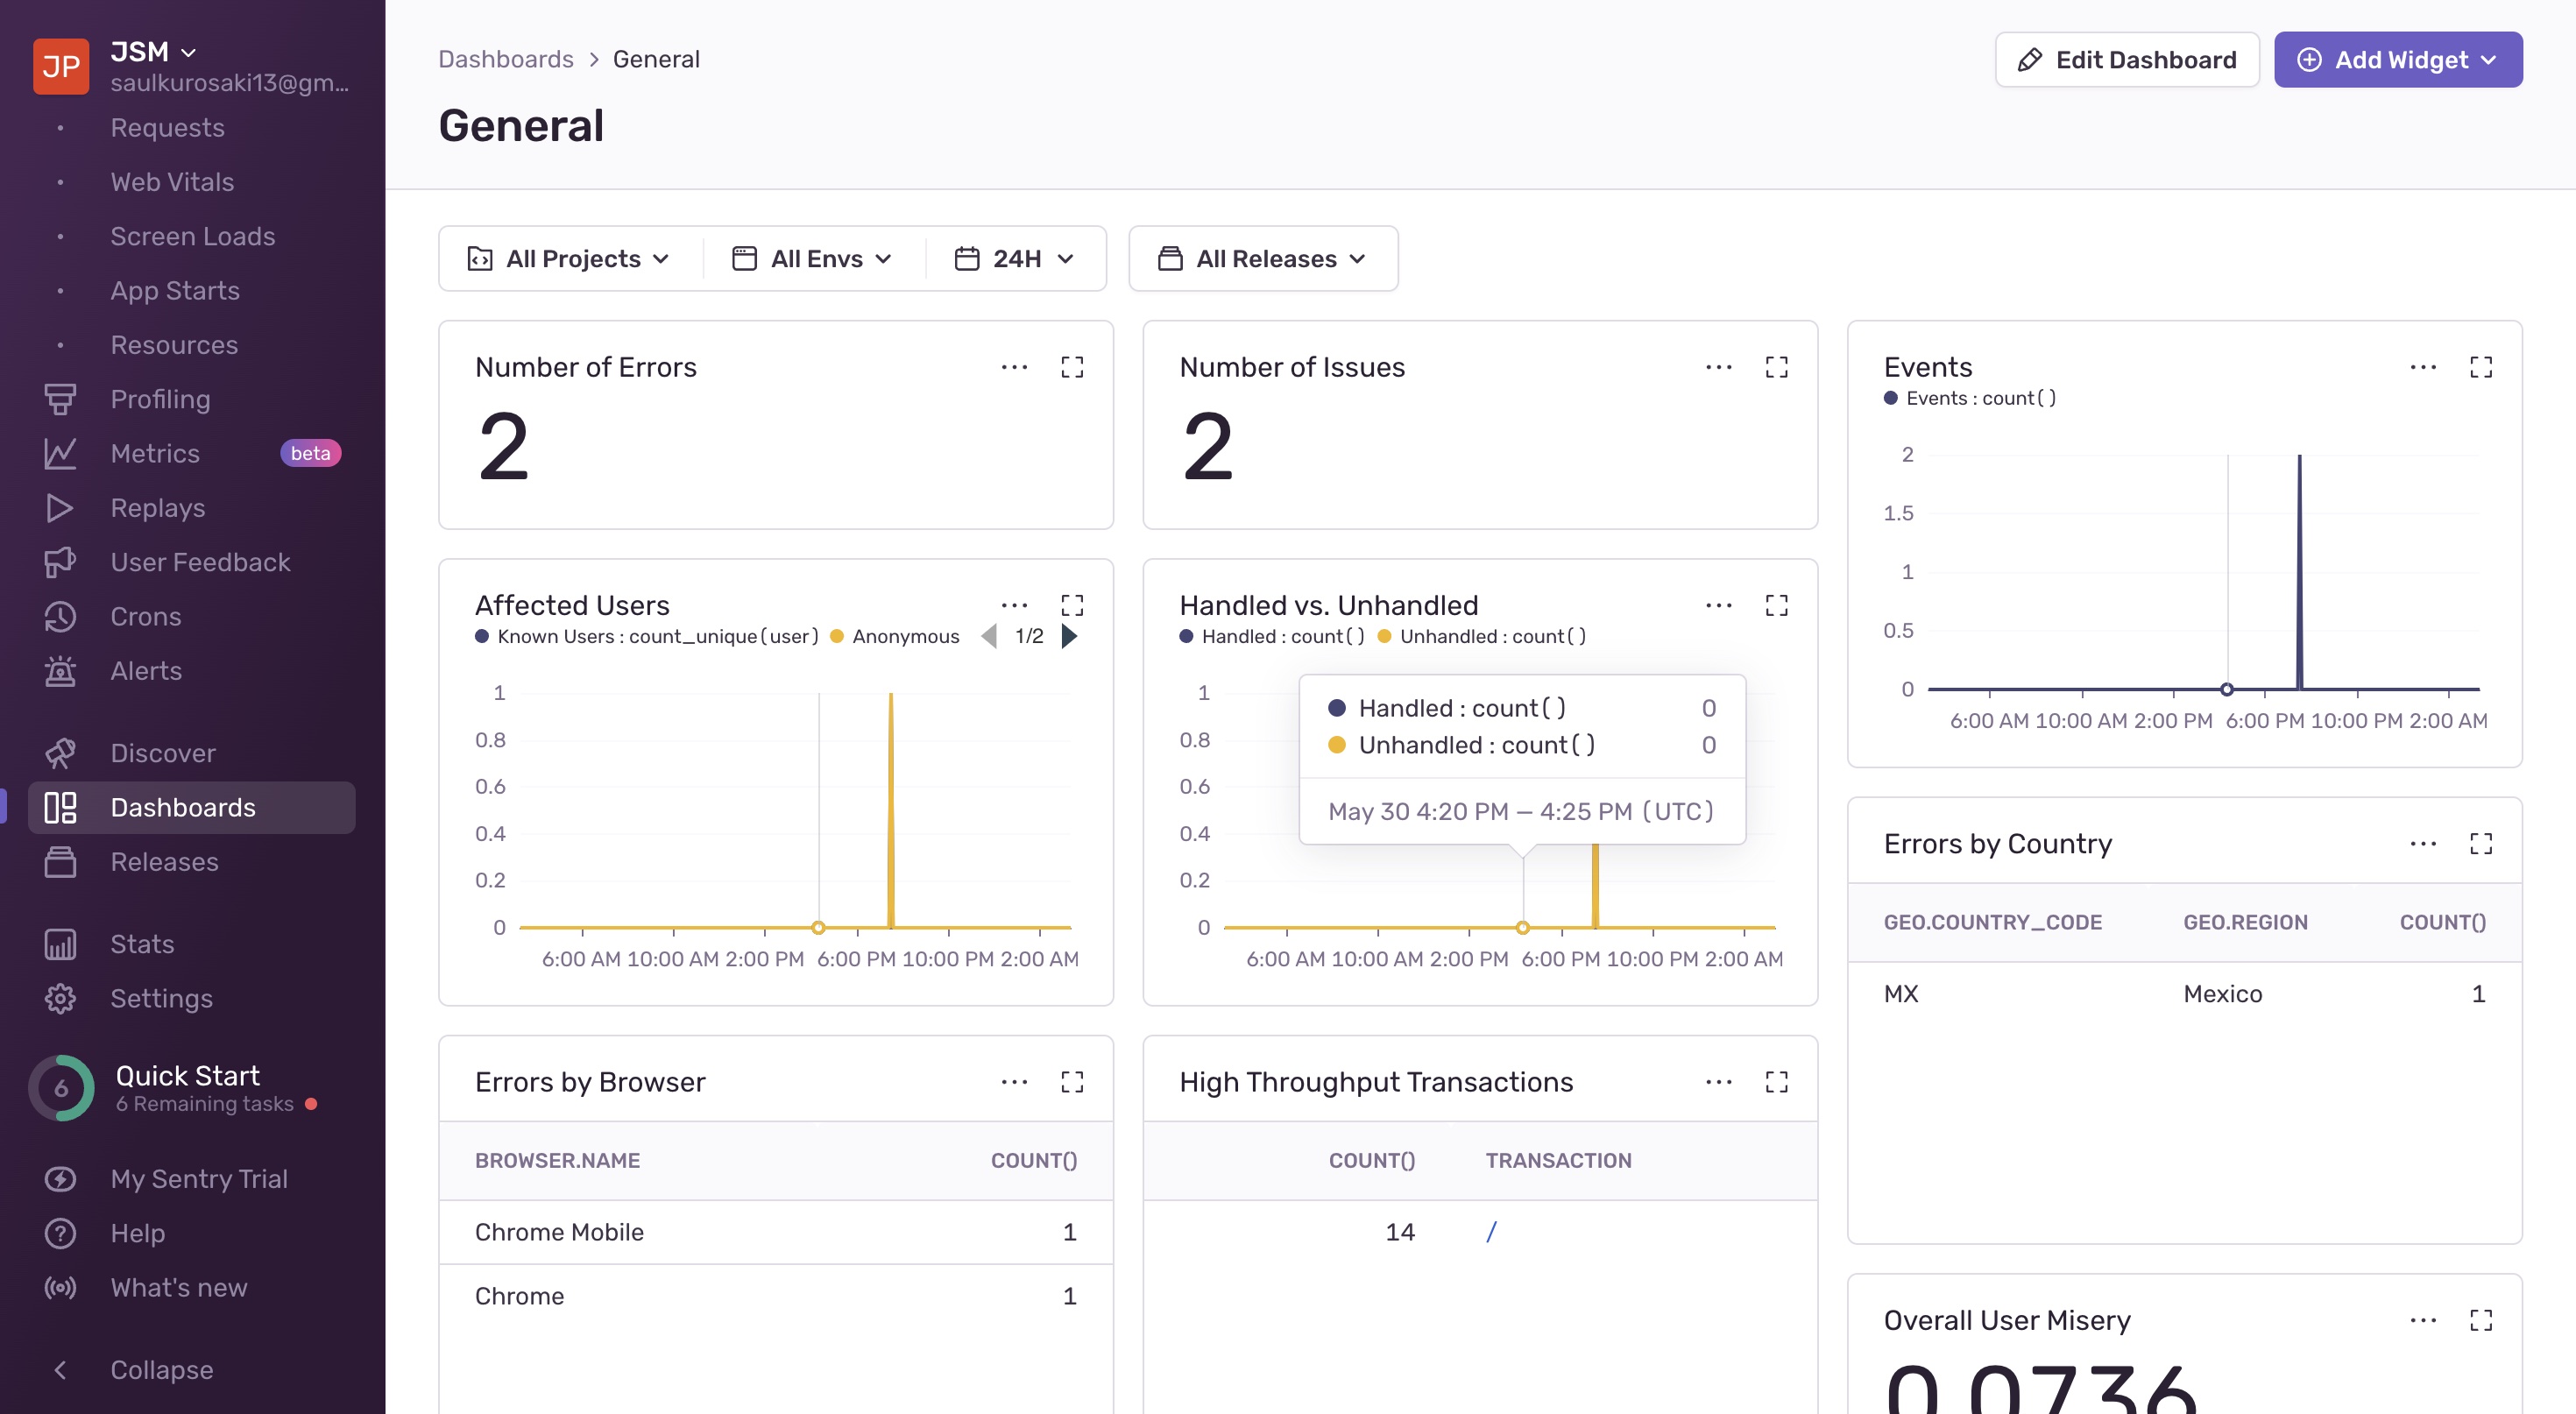 JP
JSM
saulkurosaki13@gm...
Requests
Web Vitals
Screen Loads
App Starts
Resources
Profiling
Metrics beta
Replays
User Feedback
Crons
Alerts
Discover
Dashboards
Releases
Stats
Settings
6
Quick Start
6 Remaining tasks
My Sentry Trial
Help
What's new
Collapse
Dashboards > General
Edit Dashboard
Add Widget
General
All Projects
All Envs
24H
All Releases
Number of Errors
2
Number of Issues
2
Events
Events : count()
2
1.5
1
0.5
0
6:00 AM 10:00 AM 2:00 PM 6:00 PM 10:00 PM 2:00 AM
Affected Users
Known Users : count_unique(user) Anonymous 1/2
1
0.8
0.6
0.4
0.2
0
6:00 AM 10:00 AM 2:00 PM 6:00 PM 10:00 PM 2:00 AM
Handled vs. Unhandled
Handled : count() Unhandled : count()
1
0.8
0.6
0.4
0.2
0
Handled : count() 0
Unhandled : count() 0
May 30 4:20 PM — 4:25 PM (UTC)
6:00 AM 10:00 AM 2:00 PM 6:00 PM 10:00 PM 2:00 AM
Errors by Country
GEO.COUNTRY_CODE GEO.REGION COUNT()
MX Mexico 1
Errors by Browser
BROWSER.NAME COUNT()
Chrome Mobile 1
Chrome 1
High Throughput Transactions
COUNT() TRANSACTION
14 /
Overall User Misery
0.0736